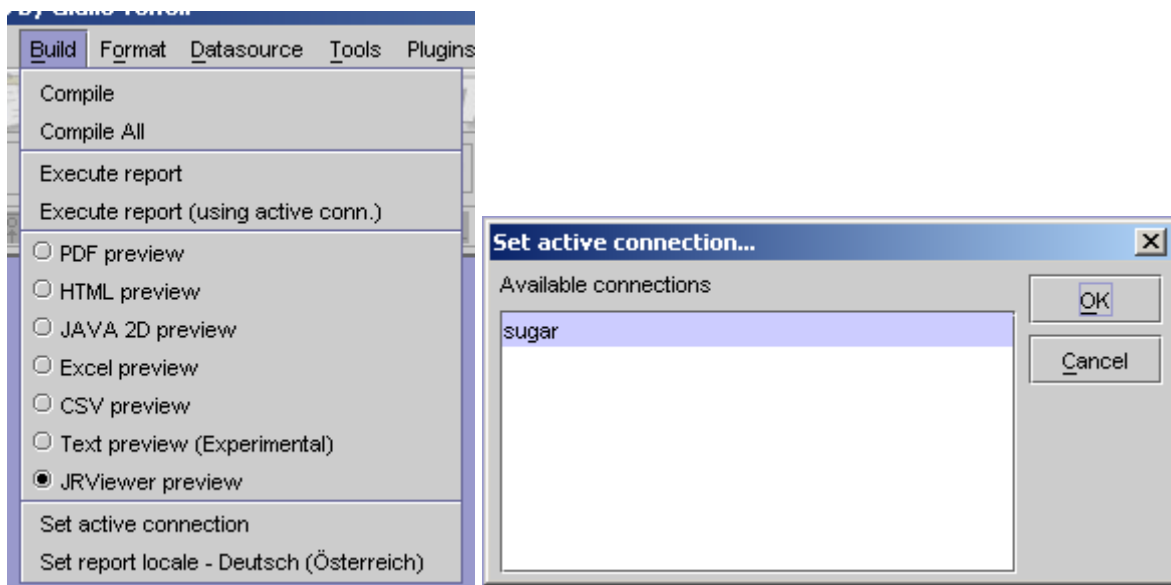 Build Format Datasource Tools Plugins
Compile
Compile All
Execute report
Execute report (using active conn.)
PDF preview
HTML preview
JAVA 2D preview
Excel preview
CSV preview
Text preview (Experimental)
JRViewer preview
Set active connection
Set report locale - Deutsch (Österreich)
Set active connection...
Available connections
sugar
OK
Cancel